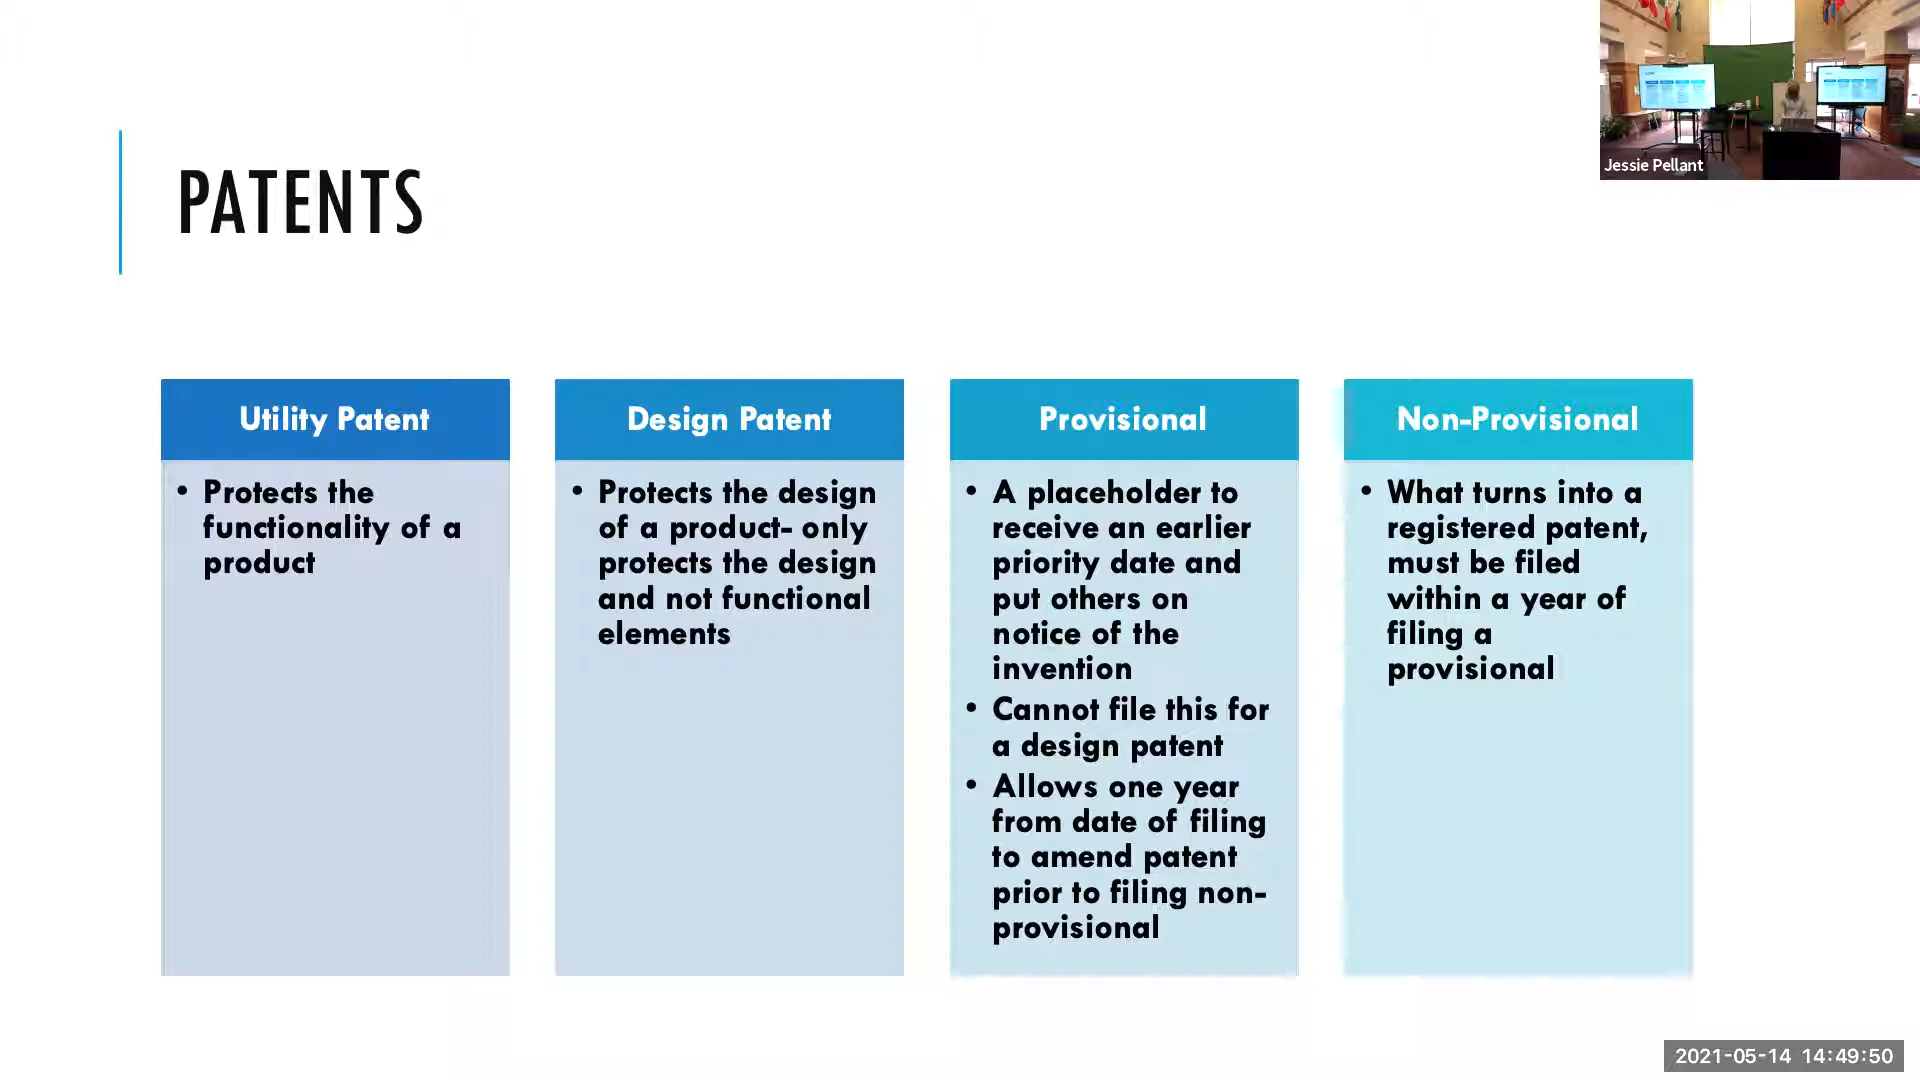 Jessie Pellant
PATENTS
Utility Patent
• Protects the
functionality of a
product
Design Patent
• Protects the design
of a product- only
protects the design
and not functional
elements
Provisional
• A placeholder to
receive an earlier
priority date and
put others on
notice of the
invention
• Cannot file this for
a design patent
• Allows one year
from date of filing
to amend patent
prior to filing non-
provisional
Non-Provisional
• What turns into a
registered patent,
must be filed
within a year of
filing a
provisional
2021-05-14 14:49:50